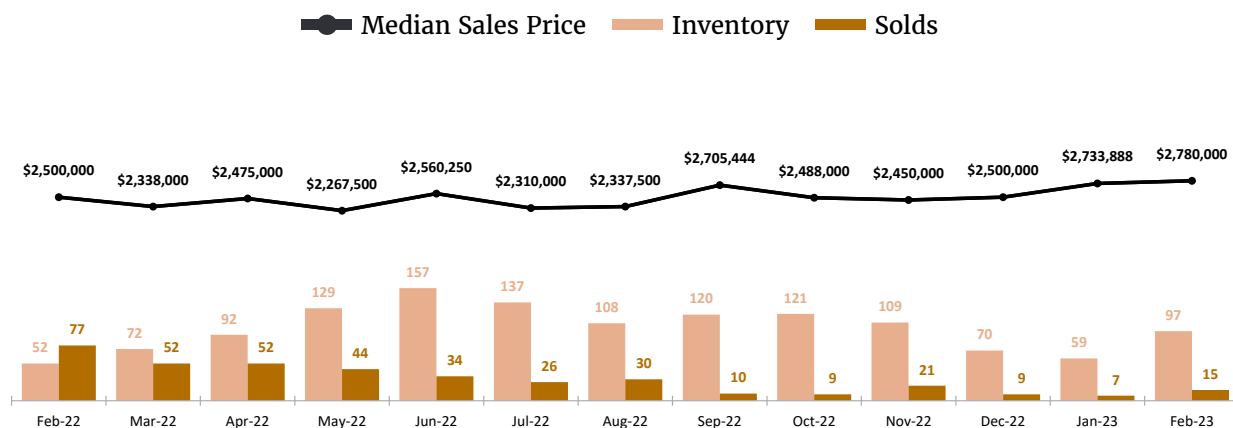 Median Sales Price Inventory Solds
$2,500,000 $2,338,000 $2,475,000 $2,267,500 $2,560,250 $2,310,000 $2,337,500 $2,705,444 $2,488,000 $2,450,000 $2,500,000 $2,733,888 $2,780,000
52 72 92 129 157 137 108 120 121 109 70 59 97
77 52 52 44 34 26 30 10 9 21 9 7 15
Feb-22 Mar-22 Apr-22 May-22 Jun-22 Jul-22 Aug-22 Sep-22 Oct-22 Nov-22 Dec-22 Jan-23 Feb-23